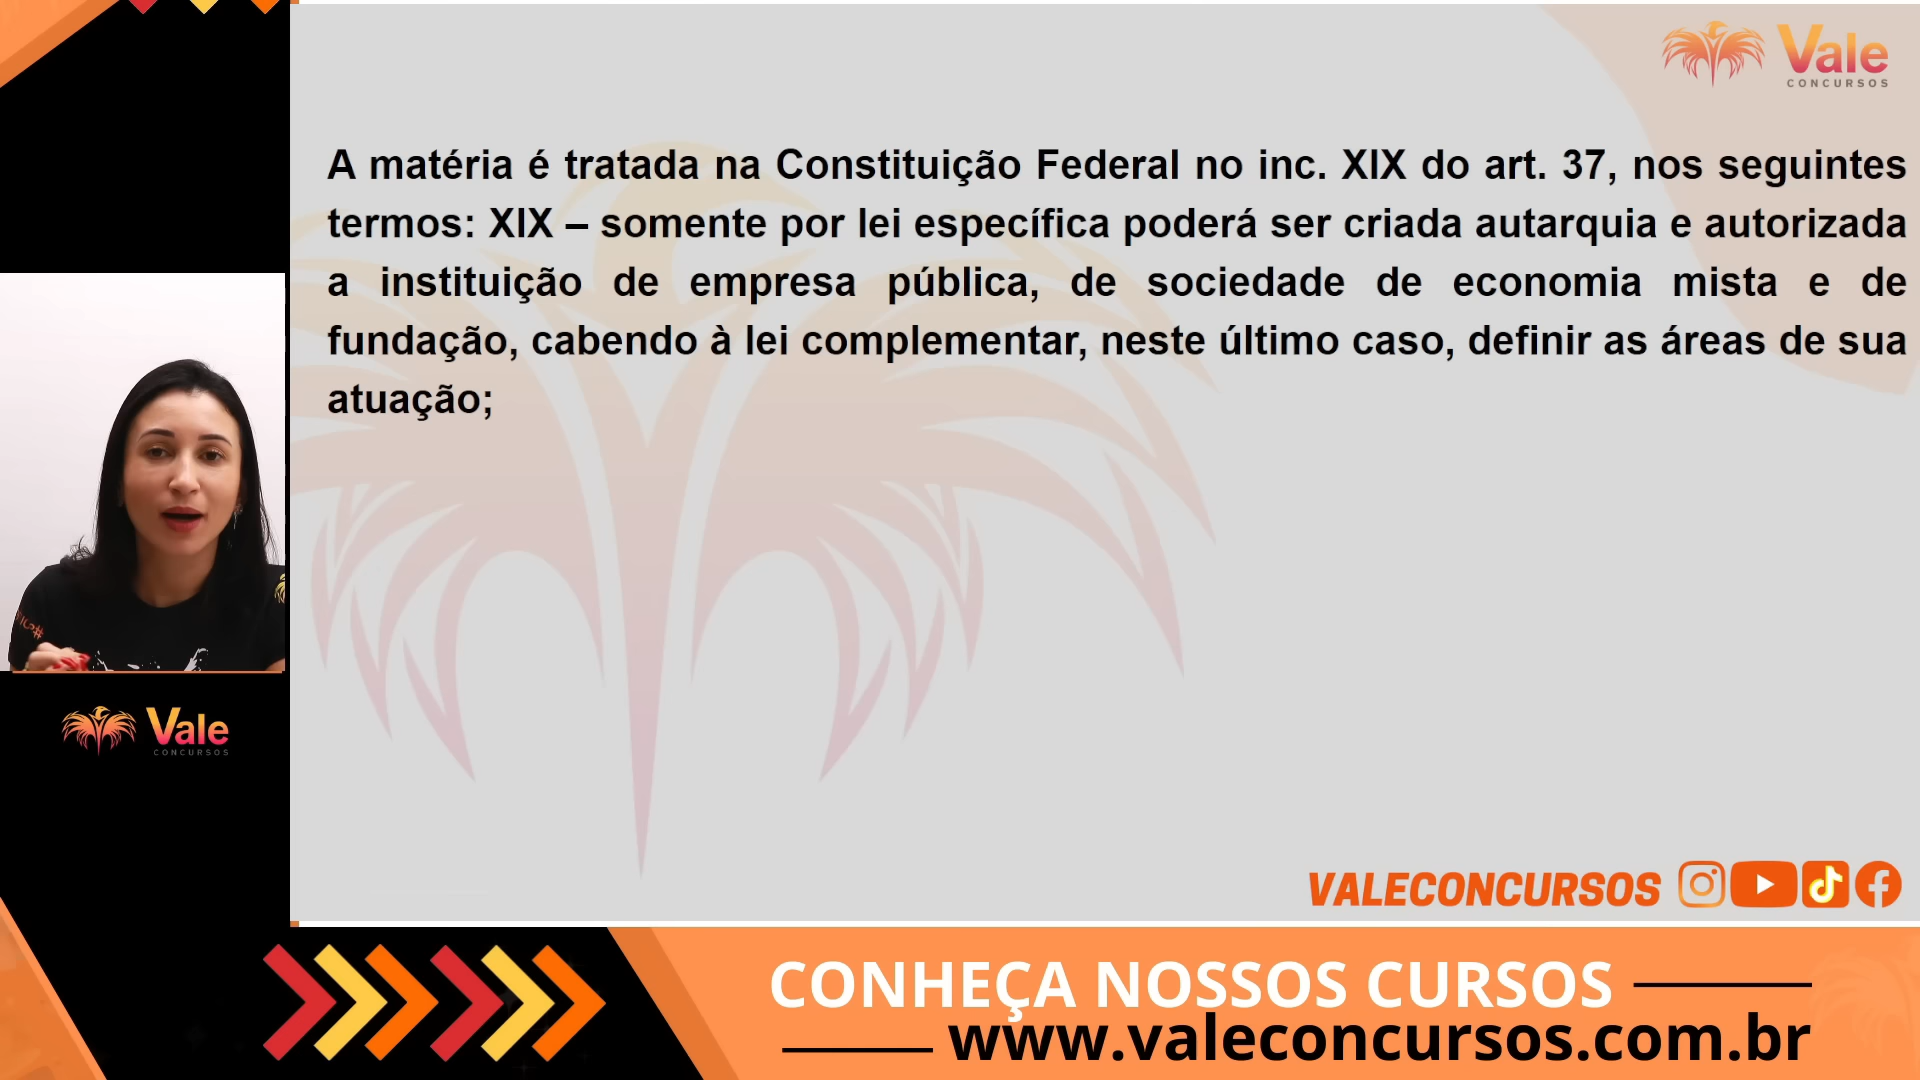 Vale
CONCURSOS
A matéria é tratada na Constituição Federal no inc. XIX do art. 37, nos seguintes
termos: XIX – somente por lei específica poderá ser criada autarquia e autorizada
a instituição de empresa pública, de sociedade de economia mista e de
fundação, cabendo à lei complementar, neste último caso, definir as áreas de sua
atuação;
Vale
CONCURSOS
VALECONCURSOS
CONHEÇA NOSSOS CURSOS
www.valeconcursos.com.br